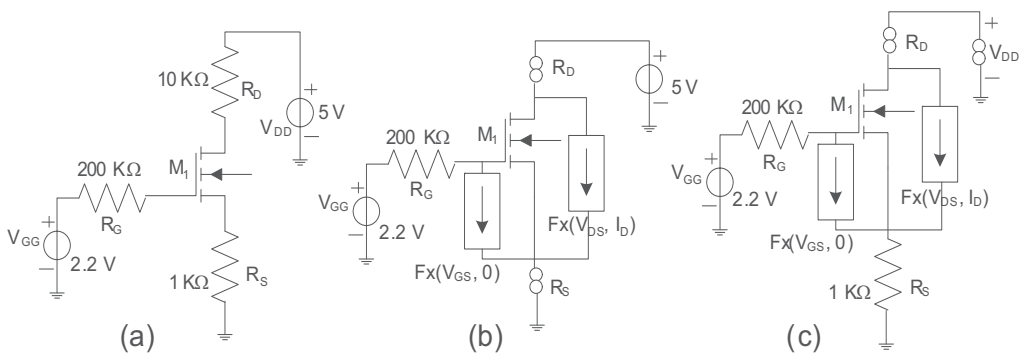 10 KΩ
R_D
+
5 V
V_DD
−
M_1
200 KΩ
R_G
+
V_GG
−
2.2 V
1 KΩ
R_S
(a)
R_D
+
5 V
−
200 KΩ
M_1
R_G
+
V_GG
−
2.2 V
Fx(V_DS, I_D)
Fx(V_GS, 0)
R_S
(b)
R_D
+
V_DD
−
200 KΩ
M_1
R_G
+
V_GG
−
2.2 V
Fx(V_DS, I_D)
Fx(V_GS, 0)
1 KΩ
R_S
(c)